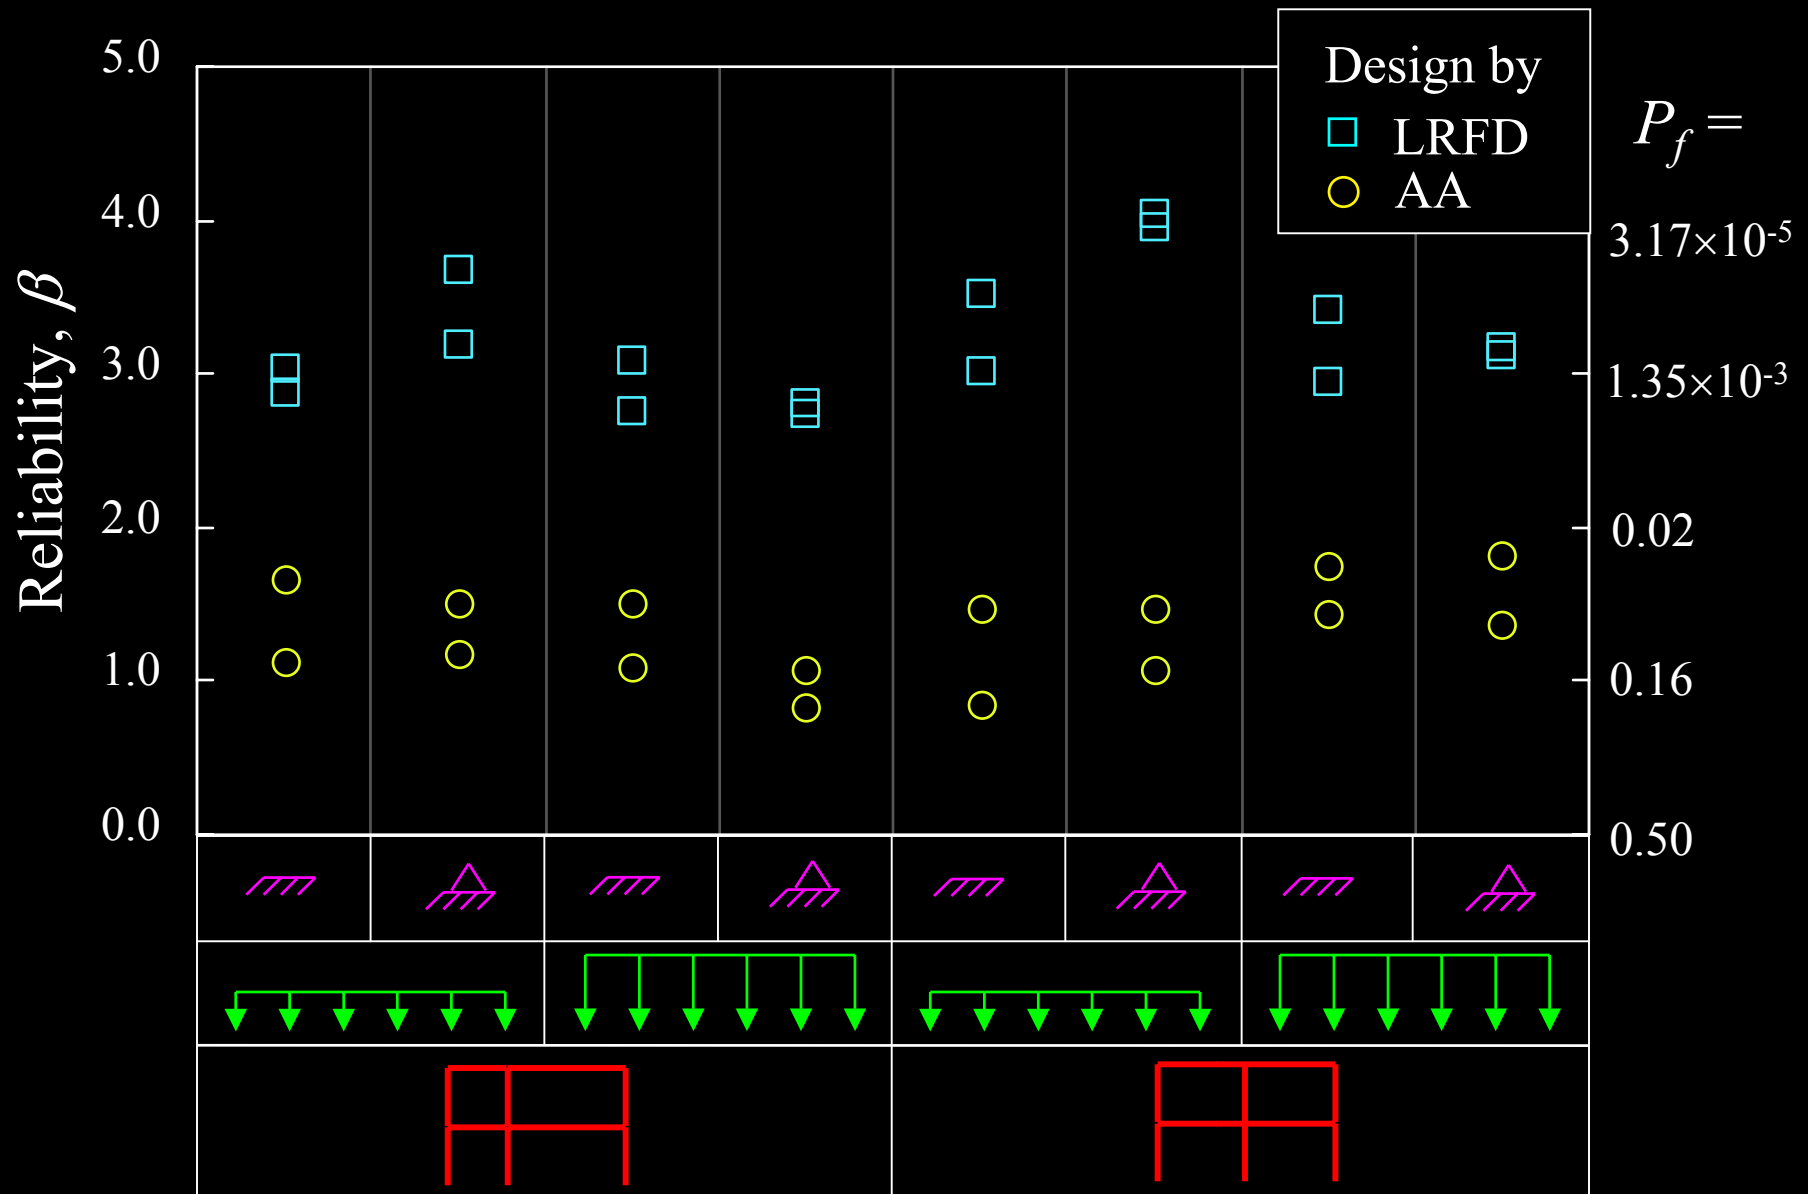 Design by
LRFD
AA
Reliability, β
5.0
4.0
3.0
2.0
1.0
0.0
P_f =
3.17×10^-5
1.35×10^-3
0.02
0.16
0.50